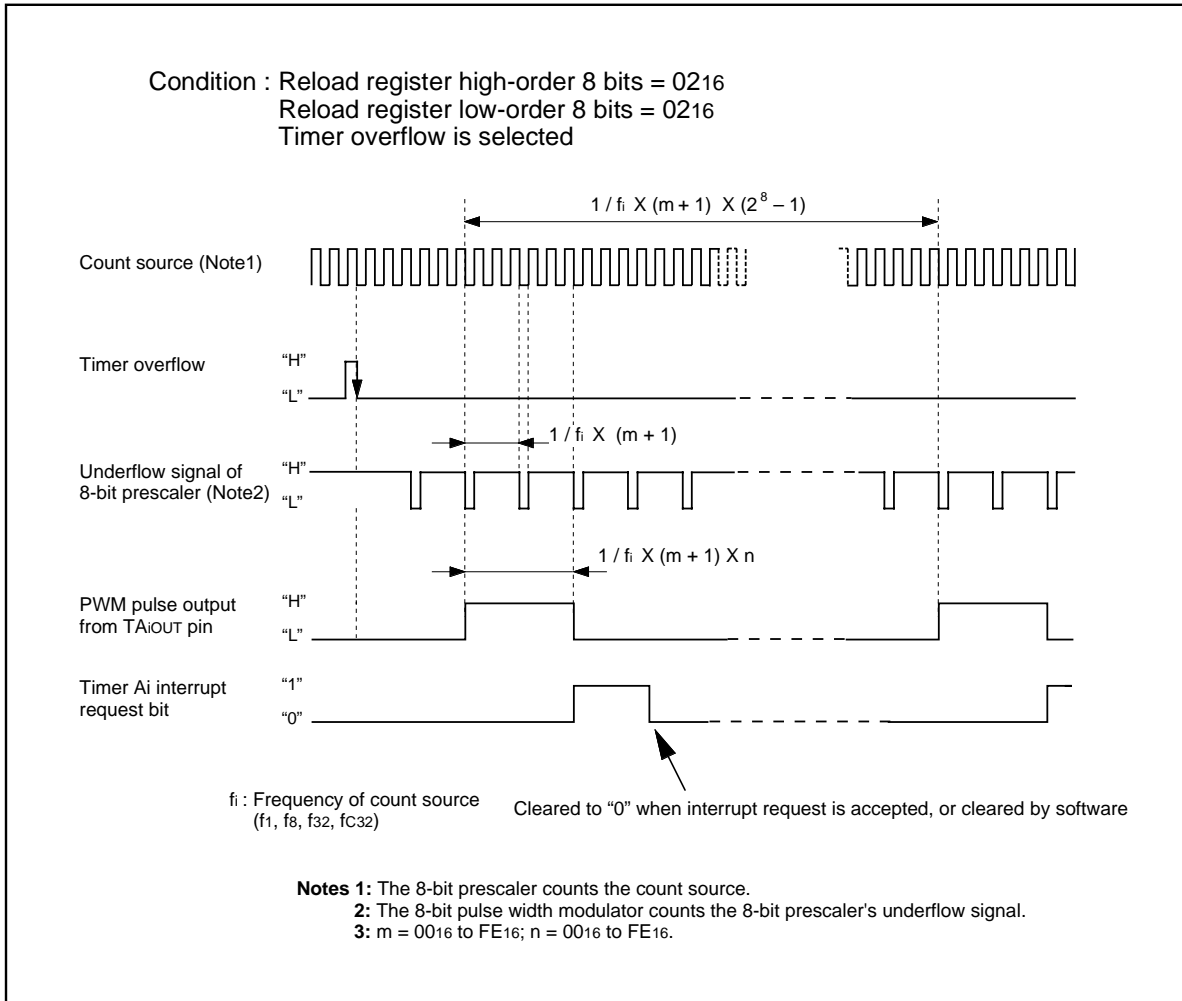 Condition : Reload register high-order 8 bits = 0216
Reload register low-order 8 bits = 0216
Timer overflow is selected
1 / fi X (m + 1) X (2^8 – 1)
Count source (Note1)
Timer overflow
“H”
“L”
1 / fi X (m + 1)
Underflow signal of
8-bit prescaler (Note2)
“H”
“L”
1 / fi X (m + 1) X n
PWM pulse output
from TAiOUT pin
“H”
“L”
Timer Ai interrupt
request bit
“1”
“0”
fi : Frequency of count source
(f1, f8, f32, fC32)
Cleared to “0” when interrupt request is accepted, or cleared by software
Notes 1: The 8-bit prescaler counts the count source.
2: The 8-bit pulse width modulator counts the 8-bit prescaler's underflow signal.
3: m = 0016 to FE16; n = 0016 to FE16.